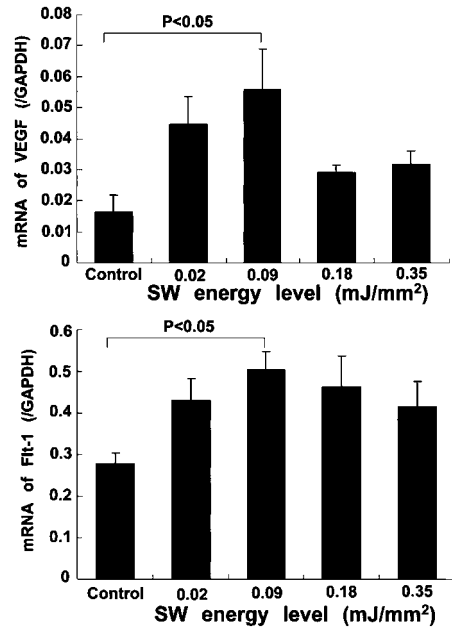 P<0.05
mRNA of VEGF (/GAPDH)
0.08
0.07
0.06
0.05
0.04
0.03
0.02
0.01
0
Control 0.02 0.09 0.18 0.35
SW energy level (mJ/mm²)
P<0.05
mRNA of Flt-1 (/GAPDH)
0.6
0.5
0.4
0.3
0.2
0.1
0
Control 0.02 0.09 0.18 0.35
SW energy level (mJ/mm²)